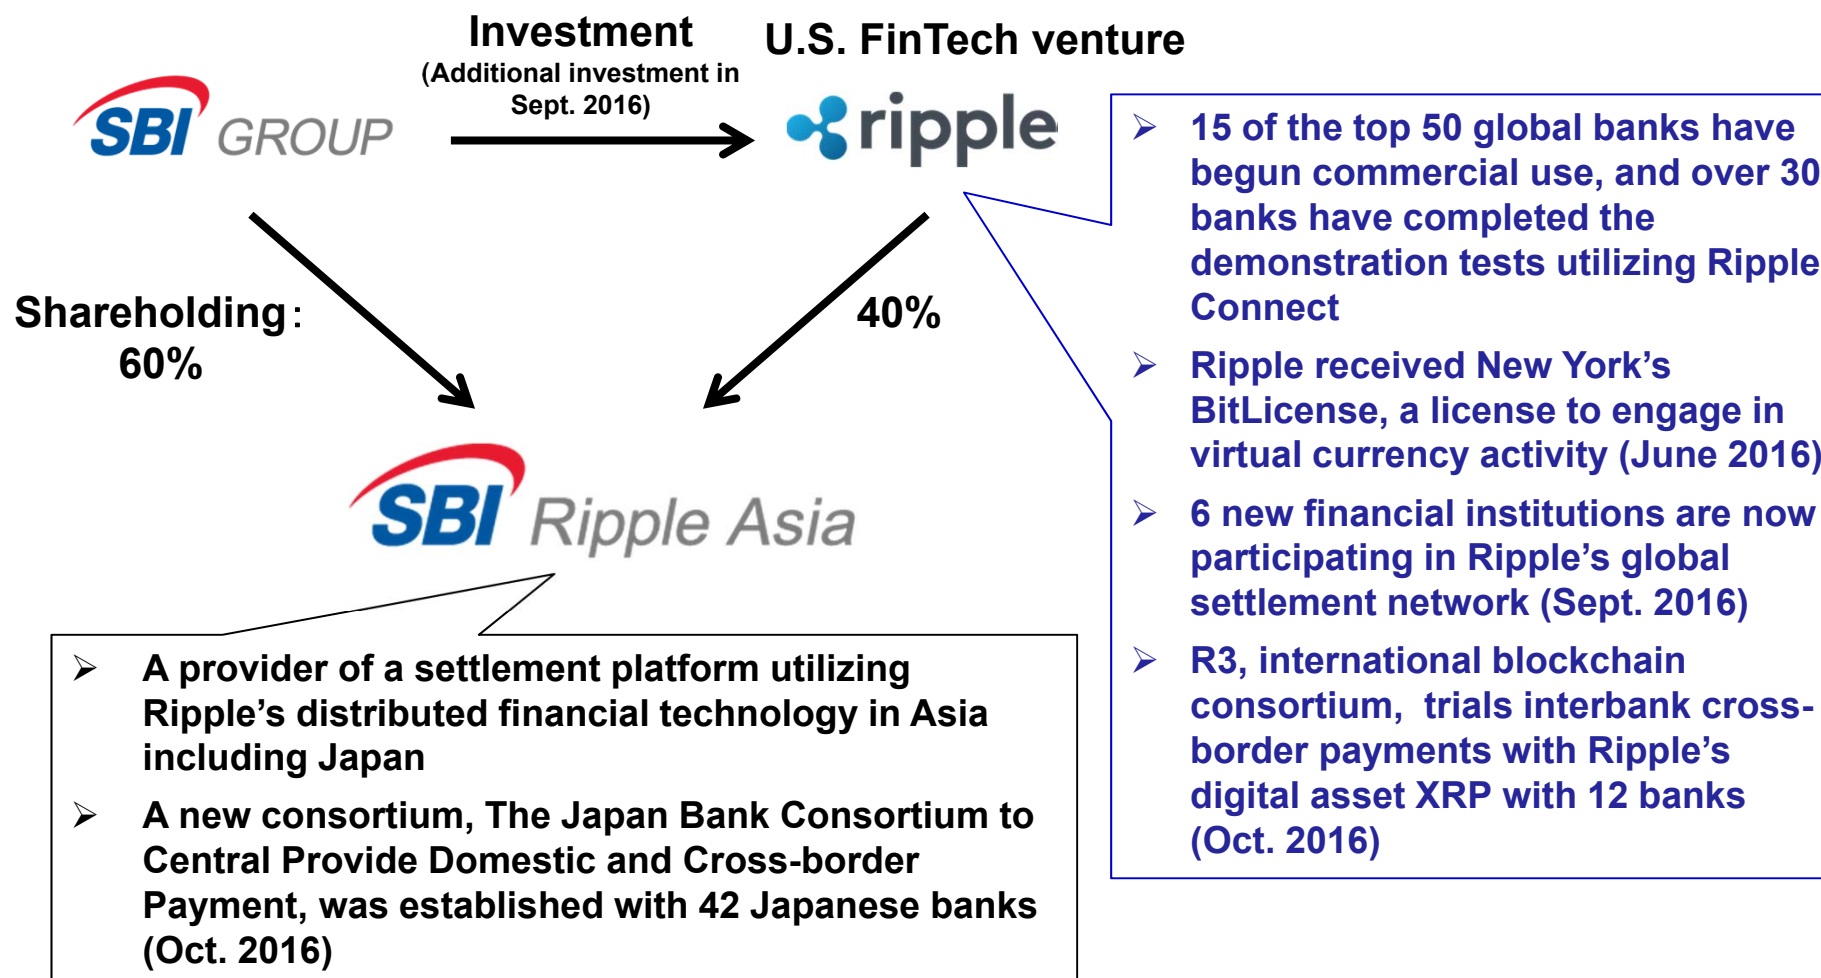 Investment
(Additional investment in
Sept. 2016)
U.S. FinTech venture
SBI GROUP
ripple
Shareholding:
60%
40%
SBI Ripple Asia
➢ 15 of the top 50 global banks have
begun commercial use, and over 30
banks have completed the
demonstration tests utilizing Ripple
Connect
➢ Ripple received New York's
BitLicense, a license to engage in
virtual currency activity (June 2016)
➢ 6 new financial institutions are now
participating in Ripple's global
settlement network (Sept. 2016)
➢ R3, international blockchain
consortium, trials interbank cross-
border payments with Ripple's
digital asset XRP with 12 banks
(Oct. 2016)
➢ A provider of a settlement platform utilizing
Ripple's distributed financial technology in Asia
including Japan
➢ A new consortium, The Japan Bank Consortium to
Central Provide Domestic and Cross-border
Payment, was established with 42 Japanese banks
(Oct. 2016)